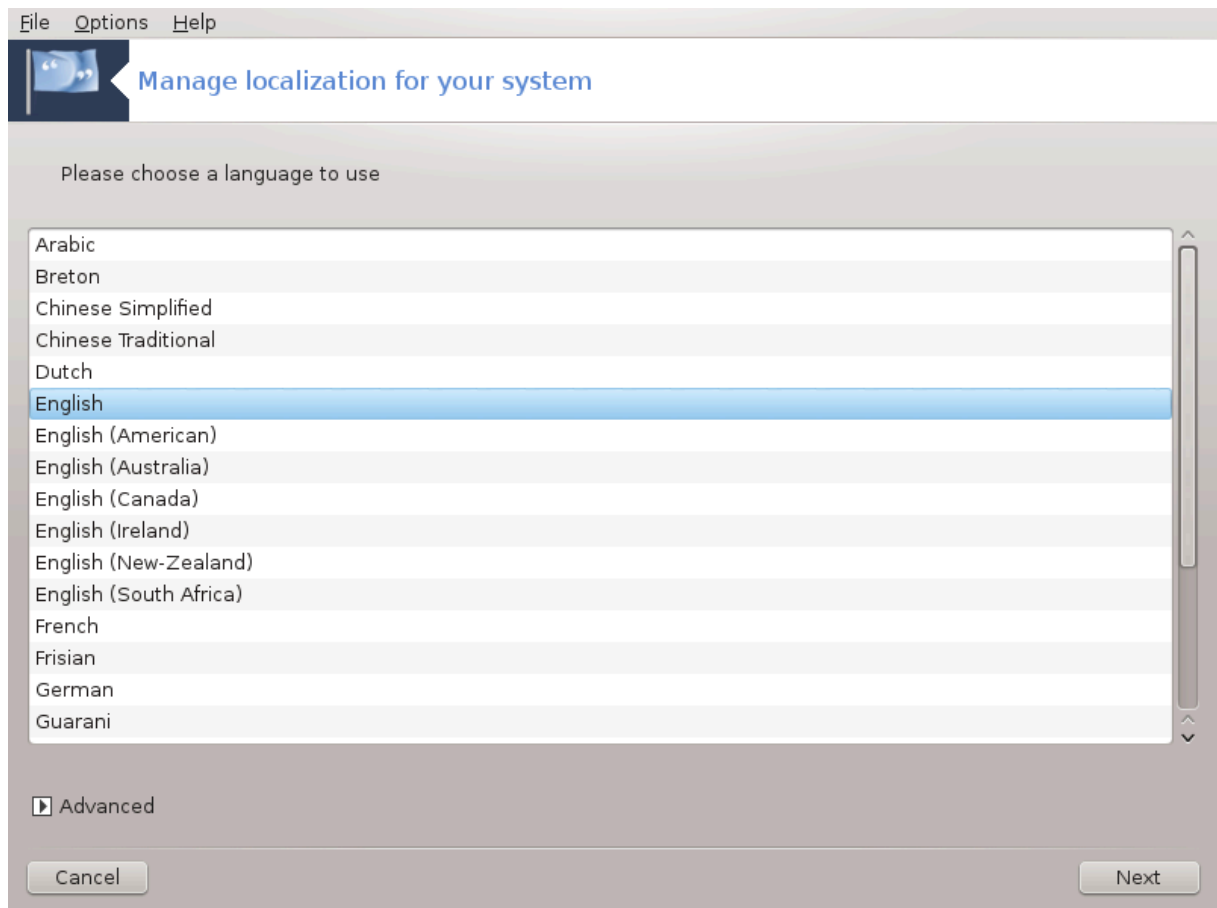 File Options Help
Manage localization for your system
Please choose a language to use
Arabic
Breton
Chinese Simplified
Chinese Traditional
Dutch
English
English (American)
English (Australia)
English (Canada)
English (Ireland)
English (New-Zealand)
English (South Africa)
French
Frisian
German
Guarani
Advanced
Cancel Next